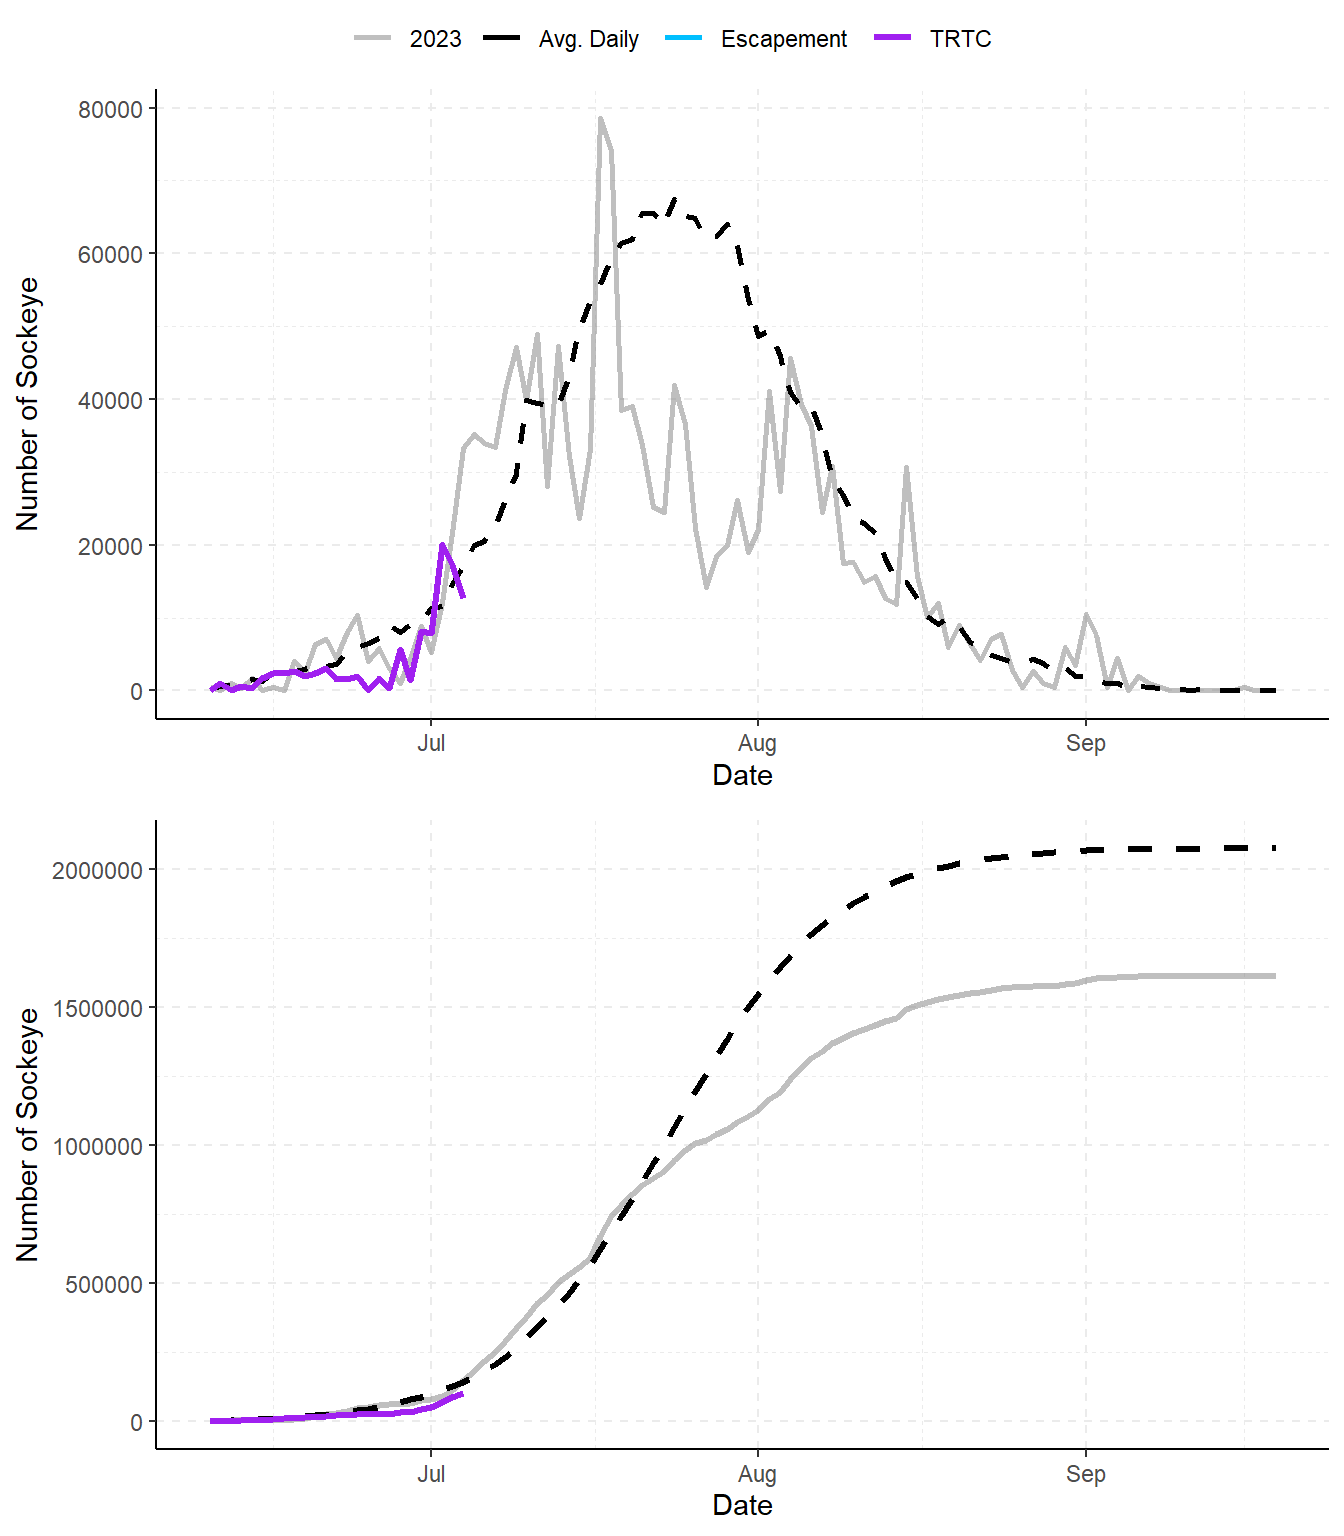 2023 Avg. Daily Escapement TRTC
80000
60000
40000
20000
0
Number of Sockeye
Jul Aug Sep
Date
2000000
1500000
1000000
500000
0
Number of Sockeye
Jul Aug Sep
Date